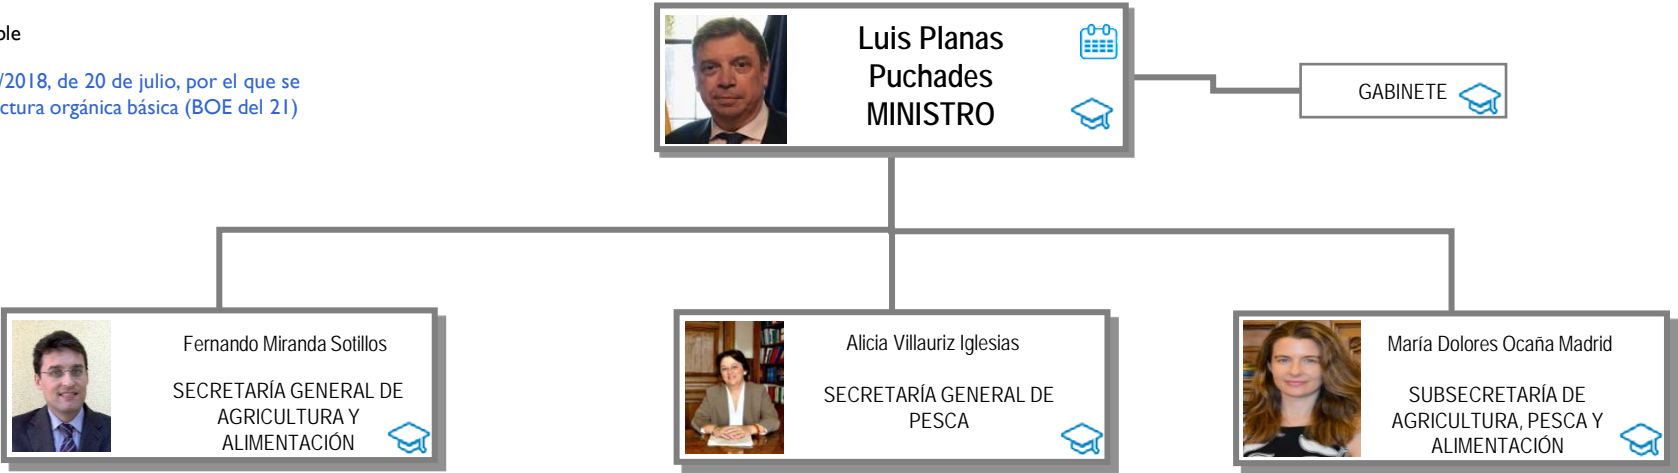 /2018, de 20 de julio, por el que se
ctura orgánica básica (BOE del 21)
Luis Planas
Puchades
MINISTRO
GABINETE
Fernando Miranda Sotillos
SECRETARÍA GENERAL DE
AGRICULTURA Y
ALIMENTACIÓN
Alicia Villauriz Iglesias
SECRETARÍA GENERAL DE
PESCA
María Dolores Ocaña Madrid
SUBSECRETARÍA DE
AGRICULTURA, PESCA Y
ALIMENTACIÓN